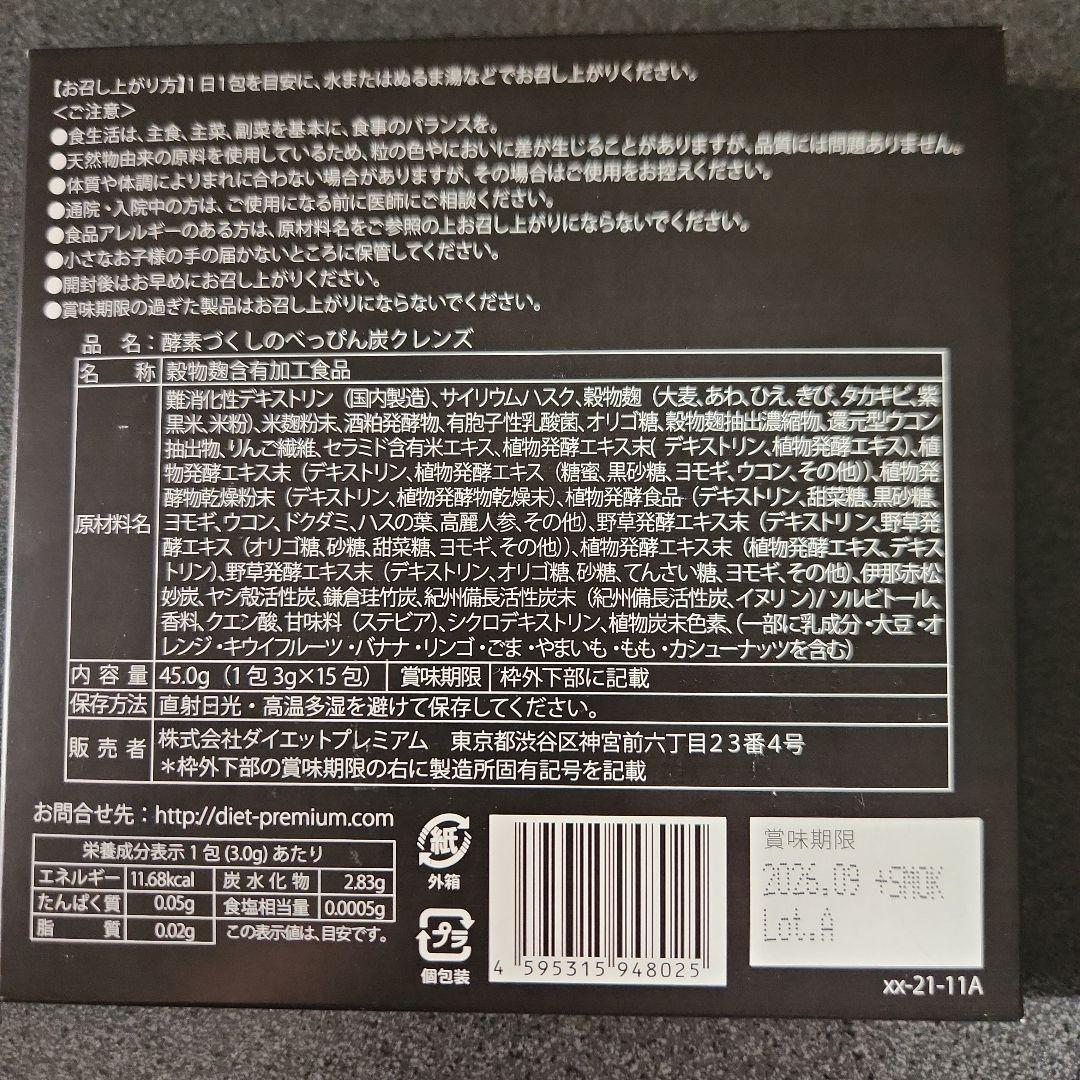 【お召し上がり方】1日1包を目安に、水またはぬるま湯などでお召し上がりください。
<ご注意>
●食生活は、主食、主菜、副菜を基本に、食事のバランスを。
●天然物由来の原料を使用しているため、粒の色やにおいに差が生じることがありますが、品質には問題ありません。
●体質や体調によりまれに合わない場合がありますが、その場合はご使用をお控えください。
●通院・入院中の方は、ご使用になる前に医師にご相談ください。
●食品アレルギーのある方は、原材料名をご参照の上お召し上がりにならないでください。
●小さなお子様の手の届かないところに保管してください。
●開封後はお早めにお召し上がりください。
●賞味期限の過ぎた製品はお召し上がりにならないでください。
品 名：酵素づくしのべっぴん炭クレンズ
名 称 穀物麹含有加工食品
原材料名
難消化性デキストリン（国内製造）、サイリウムハスク、穀物麹（大麦、あわ、ひえ、きび、タカキビ、紫
黒米、米粉）、米麹粉末、酒粕発酵物、有胞子性乳酸菌、オリゴ糖、穀物麹抽出濃縮物、還元型ウコン
抽出物、りんご繊維、セラミド含有米エキス、植物発酵エキス末（デキストリン、植物発酵エキス）、植
物発酵エキス末（デキストリン、植物発酵エキス（糖蜜、黒砂糖、ヨモギ、ウコン、その他））、植物発
酵物乾燥粉末（デキストリン、植物発酵物乾燥末）、植物発酵食品（デキストリン、甜菜糖、黒砂糖、
ヨモギ、ウコン、ドクダミ、ハスの葉、高麗人参、その他）、野草発酵エキス末（デキストリン、野草発
酵エキス（オリゴ糖、砂糖、甜菜糖、ヨモギ、その他））、植物発酵エキス末（植物発酵エキス、デキス
トリン）、野草発酵エキス末（デキストリン、オリゴ糖、砂糖、てんさい糖、ヨモギ、その他）、伊那赤松
妙炭、ヤシ殻活性炭、鎌倉珪竹炭、紀州備長活性炭末（紀州備長活性炭、イヌリン）/ソルビトール、
香料、クエン酸、甘味料（ステビア）、シクロデキストリン、植物炭末色素、（一部に乳成分・大豆・オ
レンジ・キウイフルーツ・バナナ・リンゴ・ごま・やまいも・もも・カシューナッツを含む）
内容量 45.0g（1包 3g×15包） 賞味期限 枠外下部に記載
保存方法 直射日光・高温多湿を避けて保存してください。
販売者 株式会社ダイエットプレミアム 東京都渋谷区神宮前六丁目23番4号
＊枠外下部の賞味期限の右に製造所固有記号を記載
お問合せ先：http://diet-premium.com
栄養成分表示 1包(3.0g)あたり
エネルギー 11.68kcal 炭水化物 2.83g
たんぱく質 0.05g 食塩相当量 0.0005g
脂質 0.02g この表示値は、目安です。
紙
外箱
プラ
個包装
4 595315 948025
賞味期限
2026.09 +SNOK
Lot.A
xx-21-11A